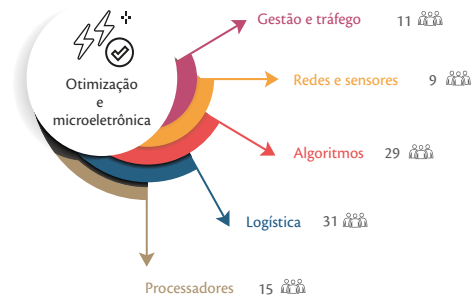 Otimização
e
microeletrônica
Gestão e tráfego 11
Redes e sensores 9
Algoritmos 29
Logística 31
Processadores 15